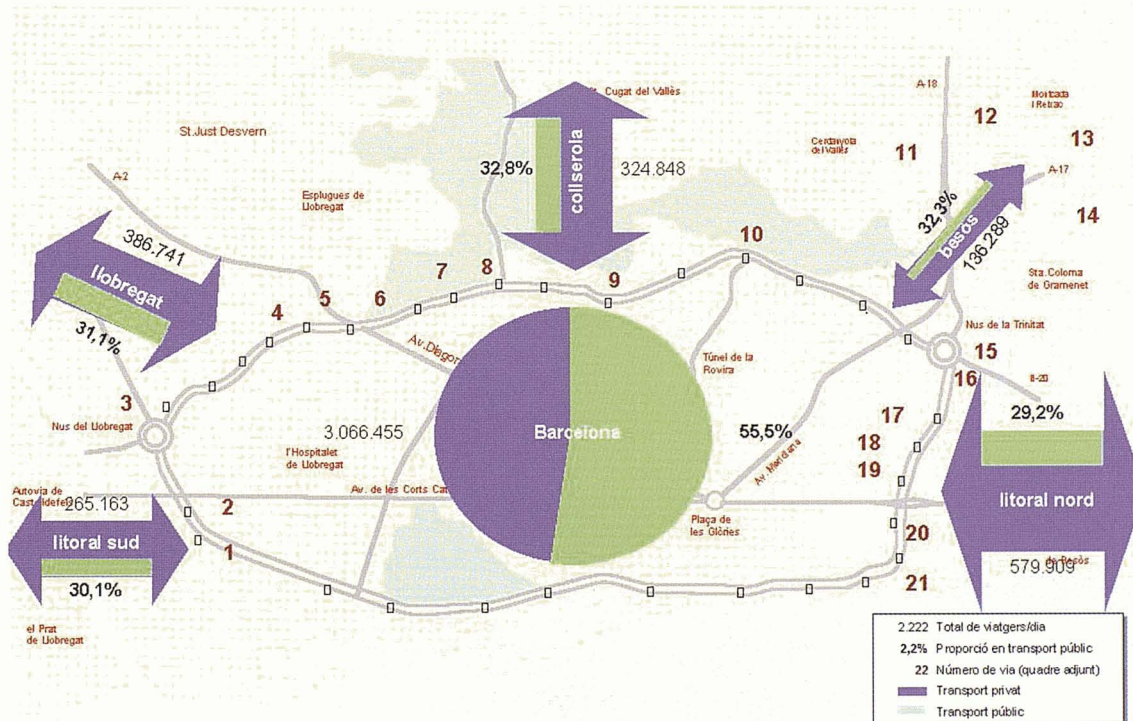 A-18
Cugat del Vallès
12
Montcada
i Reixac
St.Just Desvern
13
Cerdanyola
del Vallès
11
32,8%
324.848
collserola
A-2
A-17
Esplugues de
Llobregat
32,3%
besòs
136.289
14
386.741
llobregat
31,1%
10
7
8
9
Sta. Coloma
de Gramenet
4
5
6
Nus de la Trinitat
Av.Diagon
15
Túnel de la
Rovira
16
B-20
3
29,2%
Nus del Llobregat
17
3.066.455
Barcelona
55,5%
18
l'Hospitalet
de Llobregat
19
Av. Meridiana
Autovia de
Castelldefels
265.163
2
Av. de les Corts Cat
litoral nord
Plaça de
les Glòries
litoral sud
1
20
de Besòs
579.909
30,1%
21
el Prat
de Llobregat
2.222 Total de viatgers/dia
2,2% Proporció en transport públic
22 Número de via (quadre adjunt)
Transport privat
Transport públic